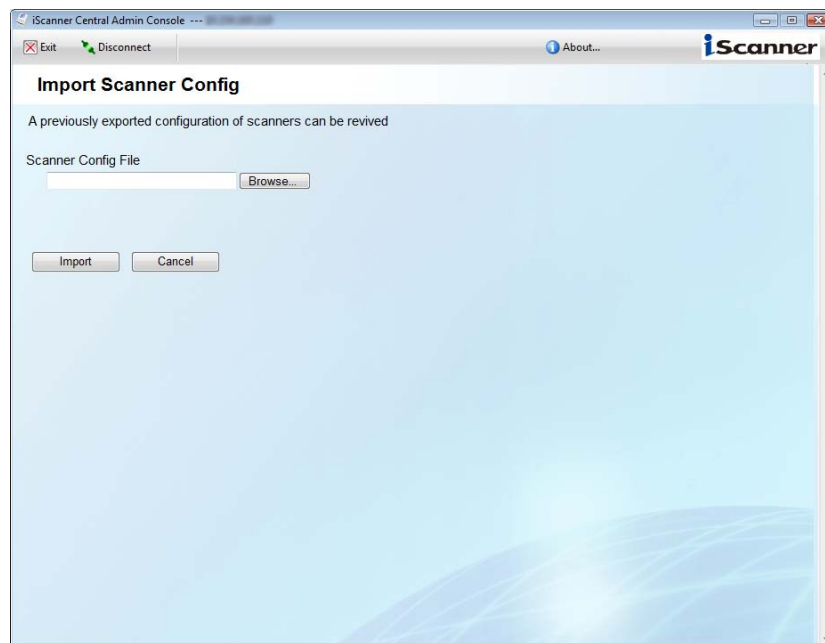 iScanner Central Admin Console ---
Exit Disconnect About... iScanner
Import Scanner Config
A previously exported configuration of scanners can be revived
Scanner Config File
Browse...
Import Cancel